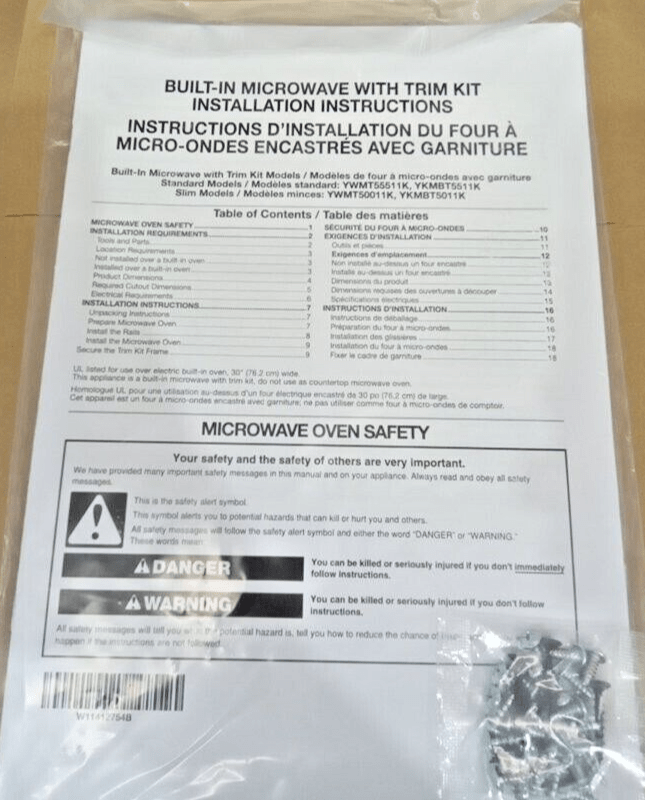 BUILT-IN MICROWAVE WITH TRIM KIT
INSTALLATION INSTRUCTIONS
INSTRUCTIONS D'INSTALLATION DU FOUR À
MICRO-ONDES ENCASTRÉS AVEC GARNITURE
Built-In Microwave with Trim Kit Models / Modèles de four à micro-ondes avec garniture
Standard Models / Modèles standard: YWMT55511K, YKMBT5511K
Slim Models / Modèles minces: YWMT50011K, YKMBT5011K
Table of Contents / Table des matières
MICROWAVE OVEN SAFETY 1
INSTALLATION REQUIREMENTS 2
Tools and Parts 2
Location Requirements 3
Not installed over a built-in oven 3
Installed over a built-in oven 3
Product Dimensions 4
Required Cutout Dimensions 5
Electrical Requirements 6
INSTALLATION INSTRUCTIONS 7
Unpacking Instructions 7
Prepare Microwave Oven 7
Install the Rails 8
Install the Microwave Oven 9
Secure the Trim Kit Frame 9
SÉCURITÉ DU FOUR À MICRO-ONDES 10
EXIGENCES D'INSTALLATION 11
Outils et pièces 11
Exigences d'emplacement 12
Non installé au-dessus un four encastré 12
Installé au-dessus un four encastré 12
Dimensions du produit 13
Dimensions requises des ouvertures à découper 14
Spécifications électriques 15
INSTRUCTIONS D'INSTALLATION 16
Instructions de déballage 16
Préparation du four à micro-ondes 16
Installation des glissières 17
Installation du four à micro-ondes 18
Fixer le cadre de garniture 18
UL listed for use over electric built-in oven, 30" (76.2 cm) wide.
This appliance is a built-in microwave with trim kit, do not use as countertop microwave oven.
Homologué UL pour une utilisation au-dessus d'un four électrique encastré de 30 po (76,2 cm) de large.
Cet appareil est un four à micro-ondes encastré avec garniture; ne pas utiliser comme four à micro-ondes de comptoir.
MICROWAVE OVEN SAFETY
Your safety and the safety of others are very important.
We have provided many important safety messages in this manual and on your appliance. Always read and obey all safety
messages.
This is the safety alert symbol.
This symbol alerts you to potential hazards that can kill or hurt you and others.
All safety messages will follow the safety alert symbol and either the word "DANGER" or "WARNING."
These words mean:
DANGER
You can be killed or seriously injured if you don't immediately
follow instructions.
WARNING
You can be killed or seriously injured if you don't follow
instructions.
All safety messages will tell you what the potential hazard is, tell you how to reduce the chance of
happen if the instructions are not followed.
W11412754B